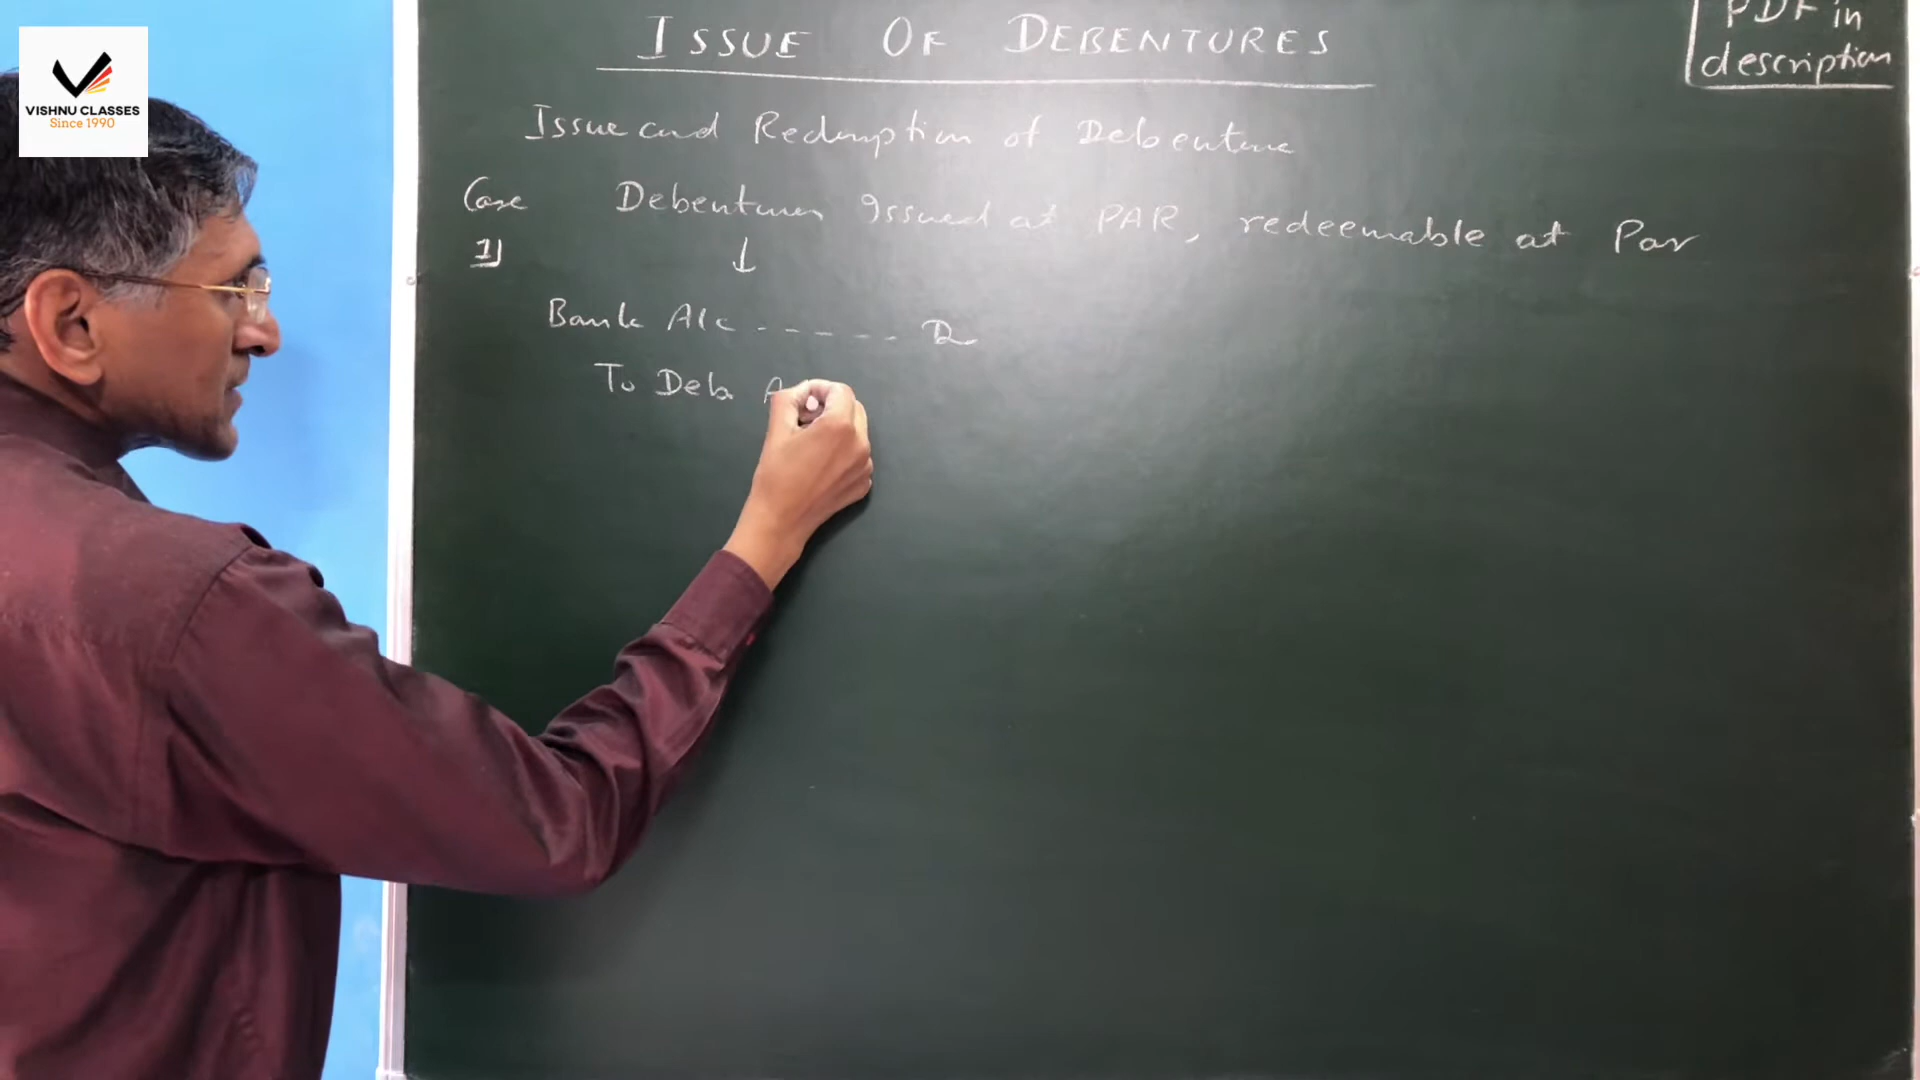 VISHNU CLASSES
Since 1990
ISSUE OF DEBENTURES
PDF in
description
Issue and Redemption of Debenture
Case Debentures Issued at PAR, redeemable at Par
1)
Bank A/c ------ Dr
To Deb A